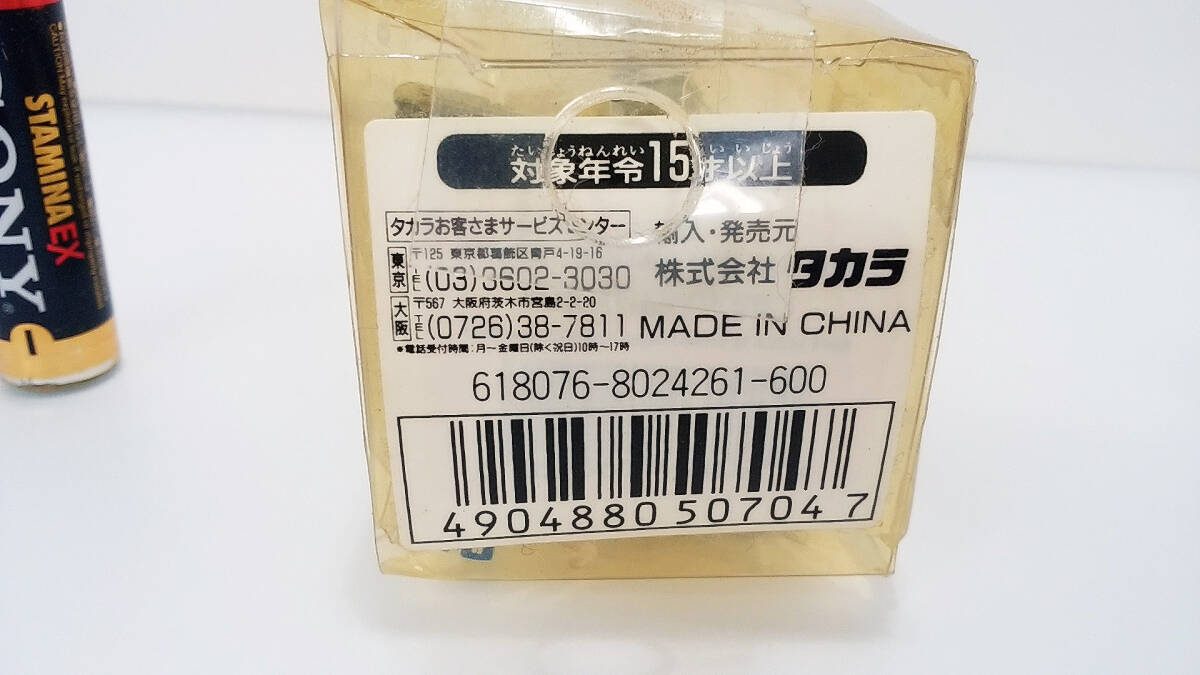 SONY
STAMINA EX
たいしょうねんれい いじょう
対象年令15才以上
タカラお客さまサービスセンター
東京
〒125 東京都葛飾区青戸4-19-16
TEL(03)3602-3030
大阪
〒567 大阪府茨木市宮島2-2-20
TEL(0726)38-7811
*電話受付時間:月～金曜日(除く祝日)10時～17時
輸入・発売元
株式会社 タカラ
MADE iN CHINA
618076-8024261-600
4904880507047